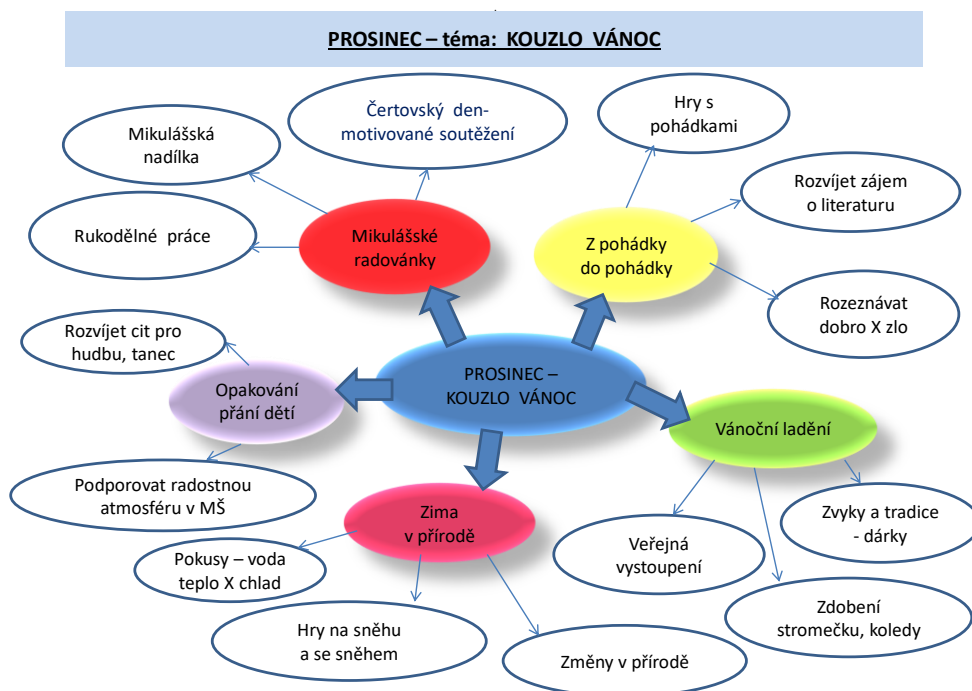 PROSINEC – téma: KOUZLO VÁNOC
Čertovský den-
motivované soutěžení
Hry s
pohádkami
Mikulášská
nadílka
Rozvíjet zájem
o literaturu
Rukodělné práce
Mikulášské
radovánky
Z pohádky
do pohádky
Rozeznávat
dobro X zlo
Rozvíjet cit pro
hudbu, tanec
PROSINEC –
KOUZLO VÁNOC
Opakování
přání dětí
Vánoční ladění
Podporovat radostnou
atmosféru v MŠ
Zima
v přírodě
Zvyky a tradice
- dárky
Pokusy – voda
teplo X chlad
Veřejná
vystoupení
Hry na sněhu
a se sněhem
Změny v přírodě
Zdobení
stromečku, koledy